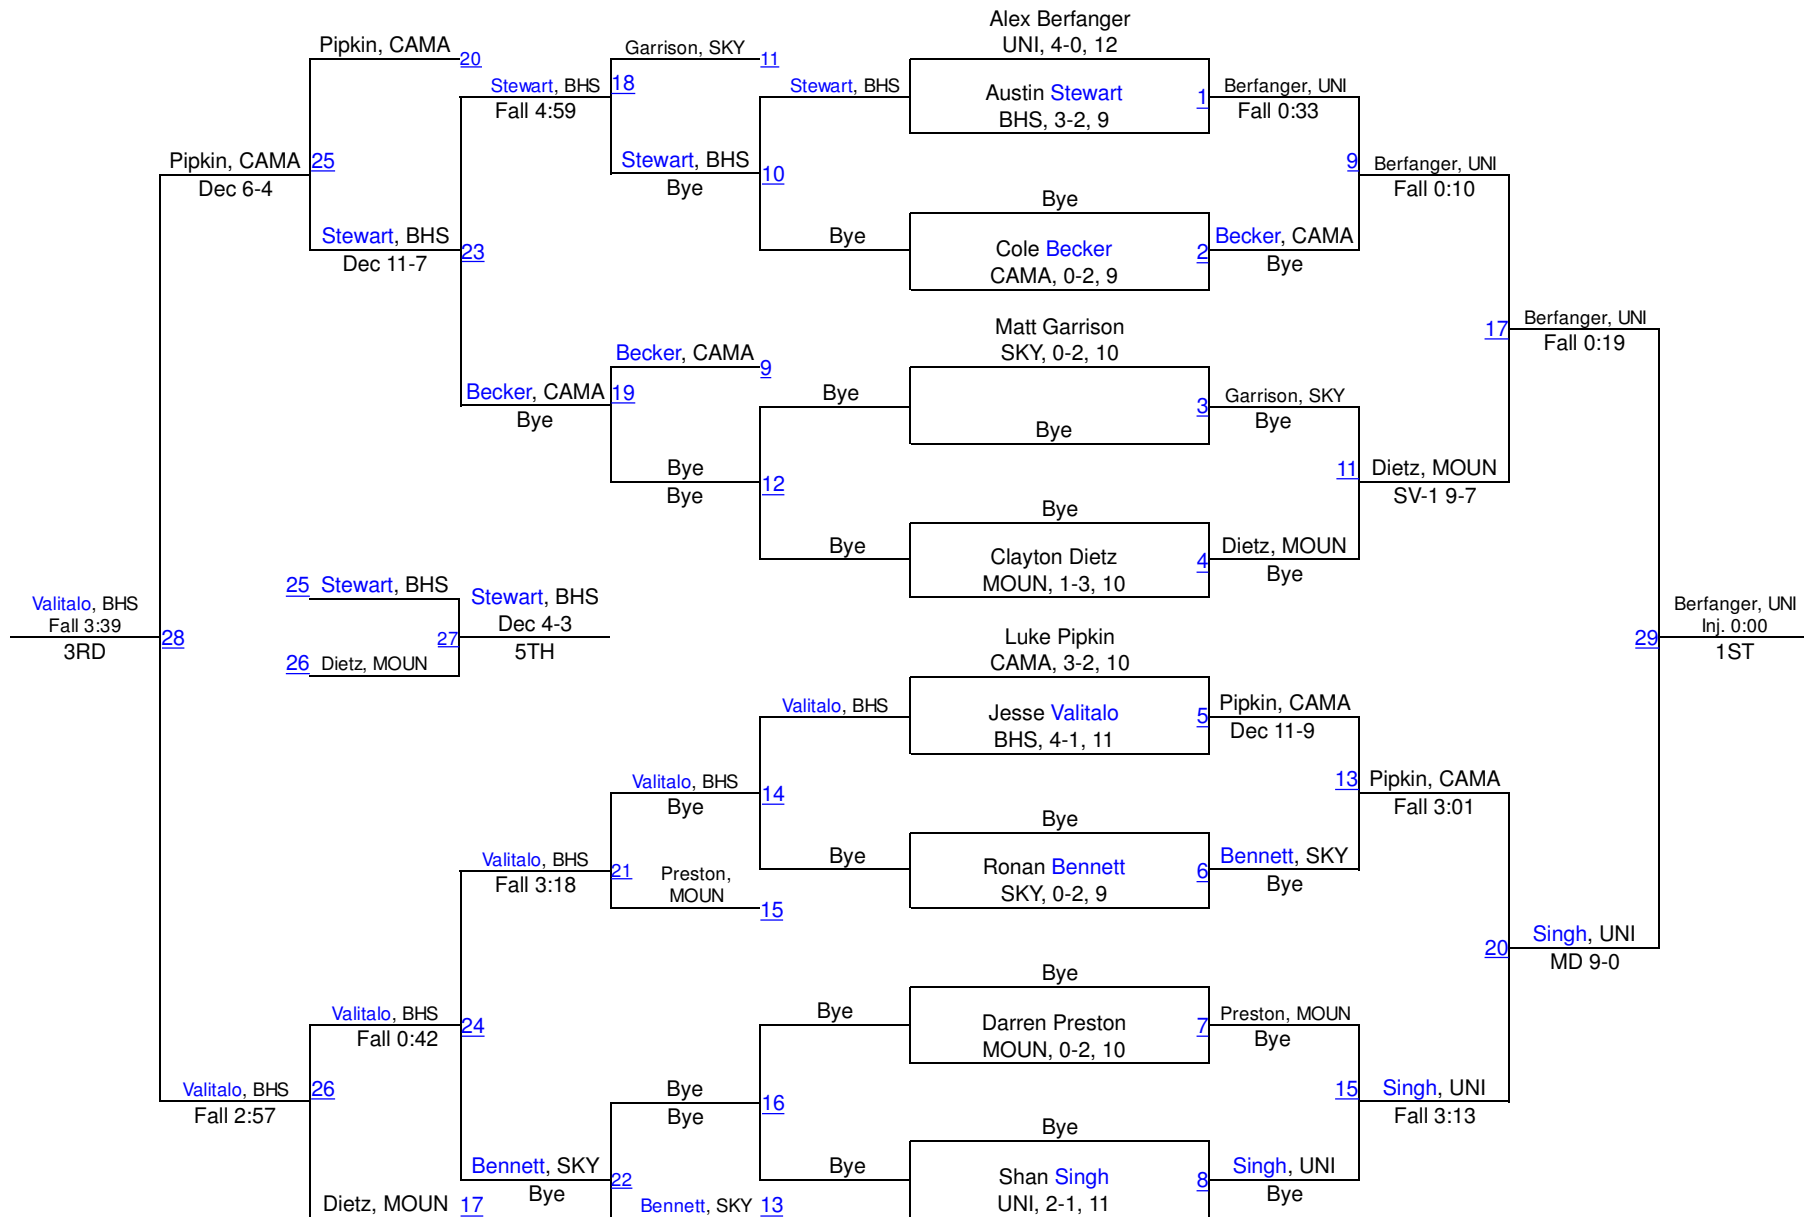 Alex Berfanger
UNI, 4-0, 12
Pipkin, CAMA
20
Garrison, SKY
11
Stewart, BHS
18
Fall 4:59
Stewart, BHS
Austin Stewart
BHS, 3-2, 9
1
Berfanger, UNI
Fall 0:33
Pipkin, CAMA
25
Dec 6-4
Stewart, BHS
10
Bye
9
Berfanger, UNI
Fall 0:10
Bye
Stewart, BHS
23
Dec 11-7
Bye
Cole Becker
CAMA, 0-2, 9
2
Becker, CAMA
Bye
Matt Garrison
SKY, 0-2, 10
17
Berfanger, UNI
Fall 0:19
Becker, CAMA
9
Becker, CAMA
19
Bye
Bye
3
Bye
Garrison, SKY
Bye
Bye
12
Bye
11
Dietz, MOUN
SV-1 9-7
Bye
Bye
Clayton Dietz
MOUN, 1-3, 10
4
Dietz, MOUN
Bye
25
Stewart, BHS
Stewart, BHS
Valitalo, BHS
Fall 3:39
28
3RD
27
Dec 4-3
5TH
26
Dietz, MOUN
Berfanger, UNI
29
Inj. 0:00
1ST
Luke Pipkin
CAMA, 3-2, 10
Valitalo, BHS
Jesse Valitalo
BHS, 4-1, 11
5
Pipkin, CAMA
Dec 11-9
Valitalo, BHS
14
Bye
13
Pipkin, CAMA
Fall 3:01
Bye
Valitalo, BHS
21
Fall 3:18
Preston,
MOUN
15
Bye
Ronan Bennett
SKY, 0-2, 9
6
Bennett, SKY
Bye
20
Singh, UNI
MD 9-0
Bye
Valitalo, BHS
24
Fall 0:42
Bye
Darren Preston
MOUN, 0-2, 10
7
Preston, MOUN
Bye
Valitalo, BHS
26
Fall 2:57
Bye
16
Bye
15
Singh, UNI
Fall 3:13
Bye
Bennett, SKY
22
Bye
Bye
Shan Singh
UNI, 2-1, 11
8
Singh, UNI
Bye
Dietz, MOUN
17
Bennett, SKY
13